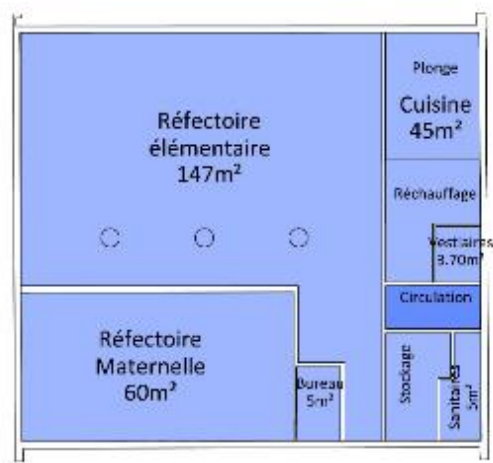 Plonge
Cuisine
45m²
Réfectoire
élémentaire
147m²
Réchauffage
Vestiaires
3.70m²
Circulation
Réfectoire
Maternelle
60m²
Bureau
5m²
Stockage
Sanitaires
5m²